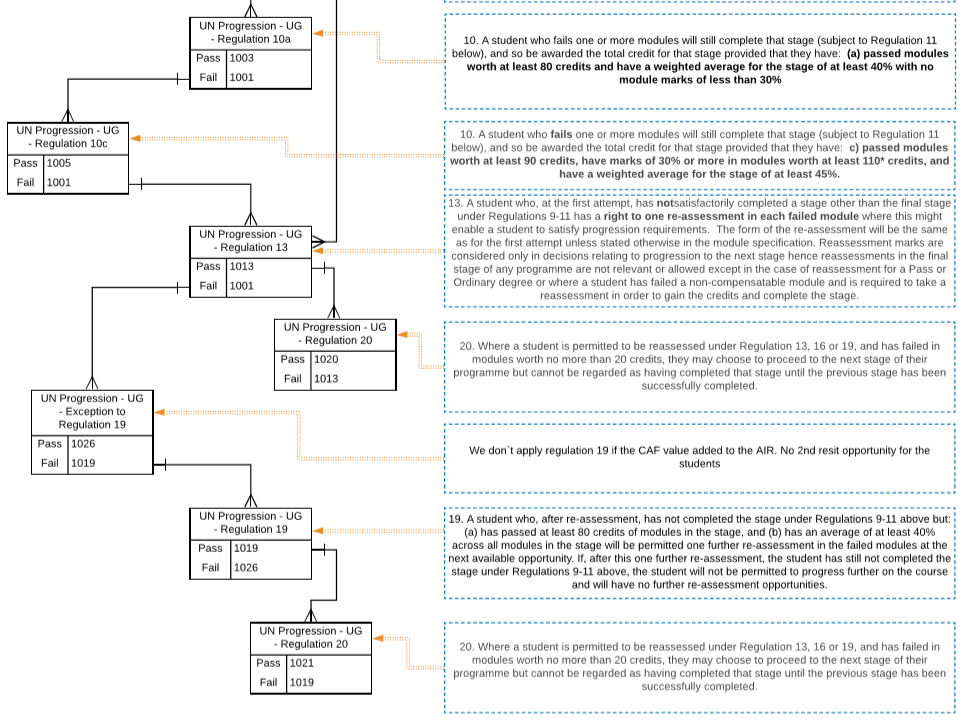 UN Progression - UG
- Regulation 10a
Pass 1003
Fail 1001
10. A student who fails one or more modules will still complete that stage (subject to Regulation 11
below), and so be awarded the total credit for that stage provided that they have: (a) passed modules
worth at least 80 credits and have a weighted average for the stage of at least 40% with no
module marks of less than 30%
UN Progression - UG
- Regulation 10c
Pass 1005
Fail 1001
10. A student who fails one or more modules will still complete that stage (subject to Regulation 11
below), and so be awarded the total credit for that stage provided that they have: c) passed modules
worth at least 90 credits, have marks of 30% or more in modules worth at least 110* credits, and
have a weighted average for the stage of at least 45%.
UN Progression - UG
- Regulation 13
Pass 1013
Fail 1001
13. A student who, at the first attempt, has notsatisfactorily completed a stage other than the final stage
under Regulations 9-11 has a right to one re-assessment in each failed module where this might
enable a student to satisfy progression requirements. The form of the re-assessment will be the same
as for the first attempt unless stated otherwise in the module specification. Reassessment marks are
considered only in decisions relating to progression to the next stage hence reassessments in the final
stage of any programme are not relevant or allowed except in the case of reassessment for a Pass or
Ordinary degree or where a student has failed a non-compensatable module and is required to take a
reassessment in order to gain the credits and complete the stage.
UN Progression - UG
- Regulation 20
Pass 1020
Fail 1013
20. Where a student is permitted to be reassessed under Regulation 13, 16 or 19, and has failed in
modules worth no more than 20 credits, they may choose to proceed to the next stage of their
programme but cannot be regarded as having completed that stage until the previous stage has been
successfully completed.
UN Progression - UG
- Exception to
Regulation 19
Pass 1026
Fail 1019
We don`t apply regulation 19 if the CAF value added to the AIR. No 2nd resit opportunity for the
students
UN Progression - UG
- Regulation 19
Pass 1019
Fail 1026
19. A student who, after re-assessment, has not completed the stage under Regulations 9-11 above but:
(a) has passed at least 80 credits of modules in the stage, and (b) has an average of at least 40%
across all modules in the stage will be permitted one further re-assessment in the failed modules at the
next available opportunity. If, after this one further re-assessment, the student has still not completed the
stage under Regulations 9-11 above, the student will not be permitted to progress further on the course
and will have no further re-assessment opportunities.
UN Progression - UG
- Regulation 20
Pass 1021
Fail 1019
20. Where a student is permitted to be reassessed under Regulation 13, 16 or 19, and has failed in
modules worth no more than 20 credits, they may choose to proceed to the next stage of their
programme but cannot be regarded as having completed that stage until the previous stage has been
successfully completed.